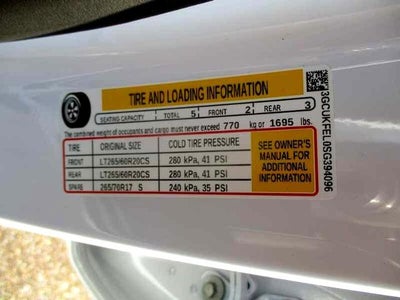 TIRE AND LOADING INFORMATION
SEATING CAPACITY TOTAL 5 FRONT 2 REAR 3
The combined weight of occupants and cargo must never exceed 770 kg or 1695 lbs.
TIRE ORIGINAL SIZE COLD TIRE PRESSURE
FRONT LT265/60R20CS 280 kPa, 41 PSI
REAR LT265/60R20CS 280 kPa, 41 PSI
SPARE 265/70R17 S 240 kPa, 35 PSI
SEE OWNER'S
MANUAL FOR
ADDITIONAL
INFORMATION
3GCUKFEL0SG394096